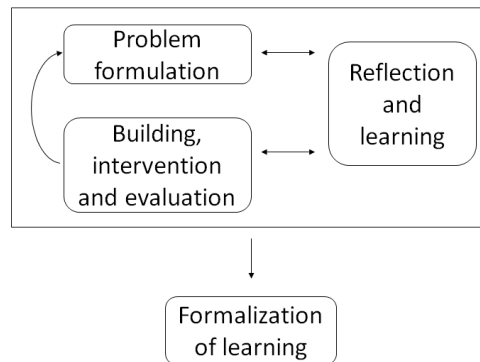 Problem
formulation
Reflection
and
learning
Building,
intervention
and evaluation
Formalization
of learning